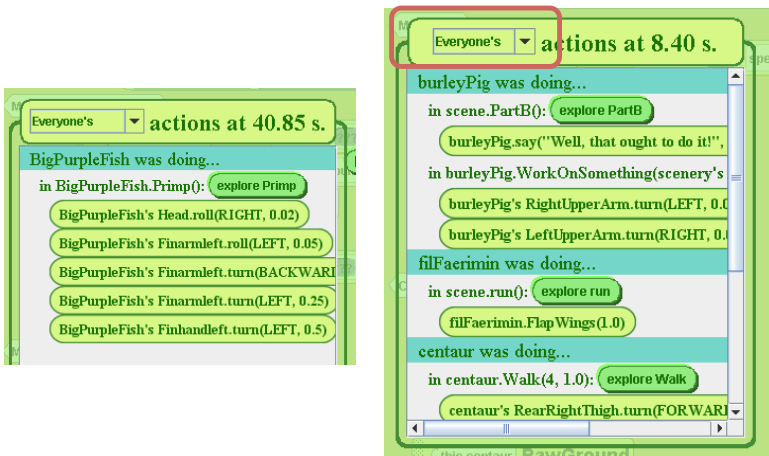 Everyone's
actions at 40.85 s.
BigPurpleFish was doing...
in BigPurpleFish.Primp(): explore Primp
BigPurpleFish's Head.roll(RIGHT, 0.02)
BigPurpleFish's Finarmleft.roll(LEFT, 0.05)
BigPurpleFish's Finarmleft.turn(BACKWARI
BigPurpleFish's Finarmleft.turn(LEFT, 0.25)
BigPurpleFish's Finhandleft.turn(LEFT, 0.5)
Everyone's
actions at 8.40 s.
burleyPig was doing...
in scene.PartB(): explore PartB
burleyPig.say("Well, that ought to do it!",
in burleyPig.WorkOnSomething(scenery's
burleyPig's RightUpperArm.turn(LEFT, 0.0
burleyPig's LeftUpperArm.turn(RIGHT, 0.
filFaerimin was doing...
in scene.run(): explore run
filFaerimin.FlapWings(1.0)
centaur was doing...
in centaur.Walk(4, 1.0): explore Walk
centaur's RearRightThigh.turn(FORWARI
this centaur RawGround